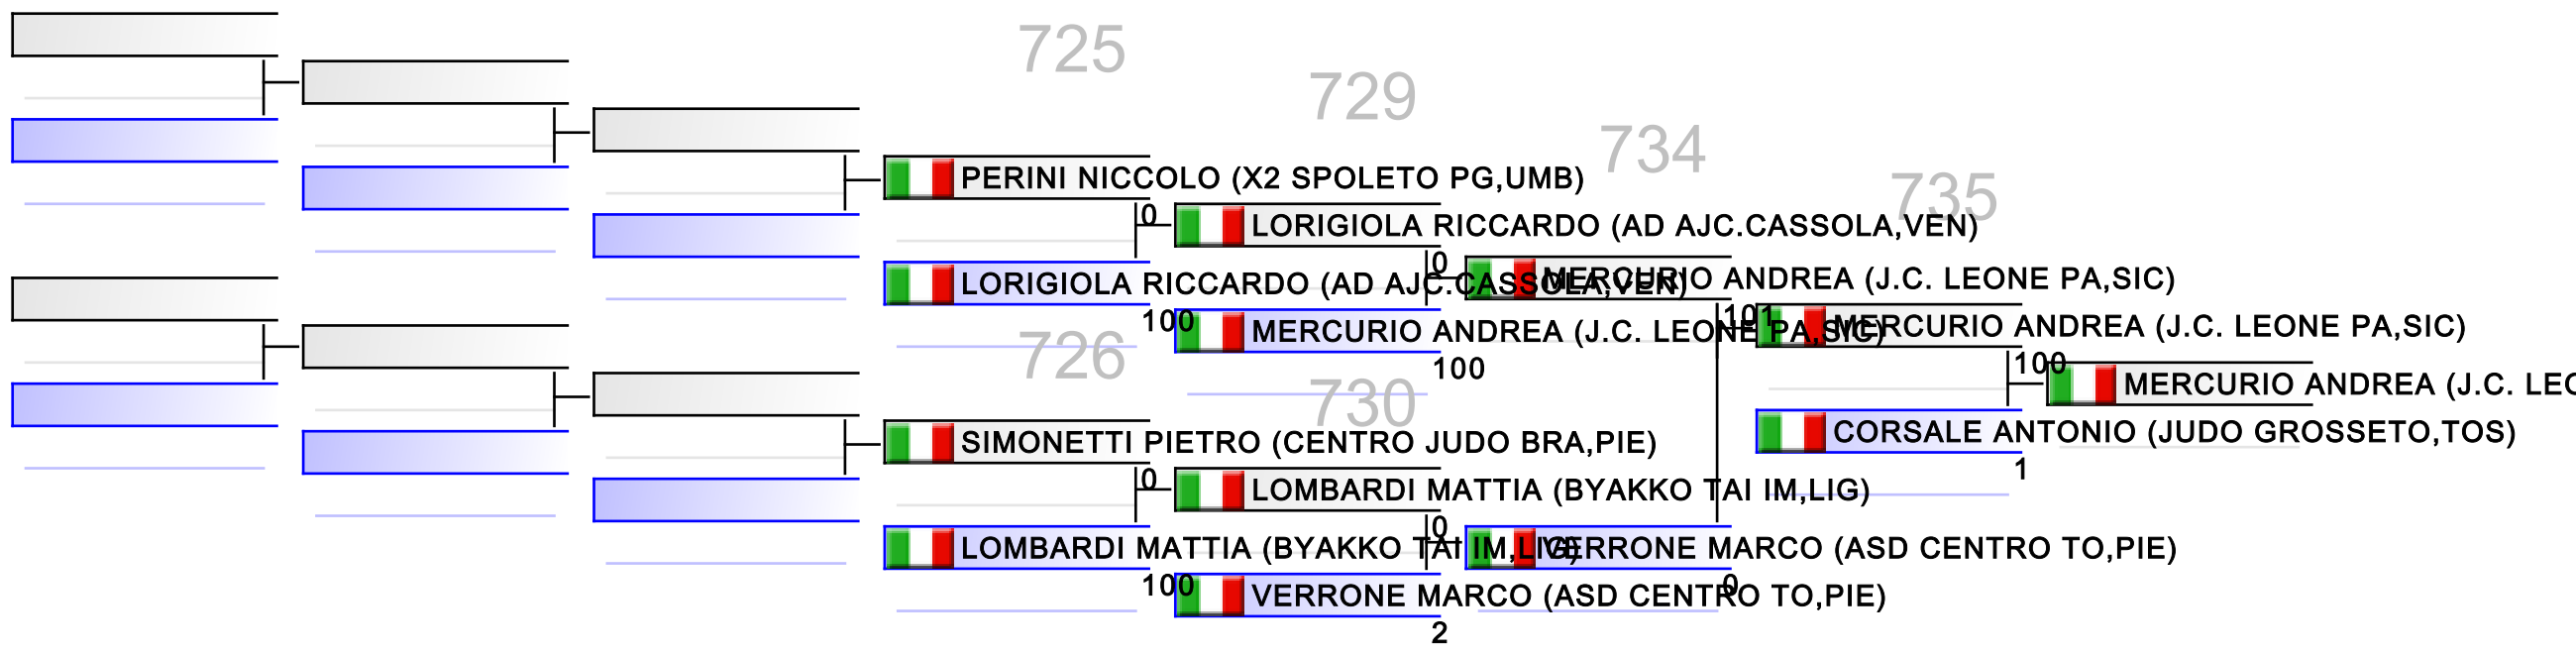 725
729
734
735
PERINI NICCOLO (X2 SPOLETO PG,UMB)
0
LORIGIOLA RICCARDO (AD AJC.CASSOLA,VEN)
0
LORIGIOLA RICCARDO (AD AJC.CASSOLA,VEN)
MERCURIO ANDREA (J.C. LEONE PA,SIC)
100
101
MERCURIO ANDREA (J.C. LEONE PA,SIC)
MERCURIO ANDREA (J.C. LEONE PA,SIC)
726
100
100
MERCURIO ANDREA (J.C. LEO
730
SIMONETTI PIETRO (CENTRO JUDO BRA,PIE)
CORSALE ANTONIO (JUDO GROSSETO,TOS)
0
1
LOMBARDI MATTIA (BYAKKO TAI IM,LIG)
0
LOMBARDI MATTIA (BYAKKO TAI IM,LIG)
VERRONE MARCO (ASD CENTRO TO,PIE)
100
0
VERRONE MARCO (ASD CENTRO TO,PIE)
2